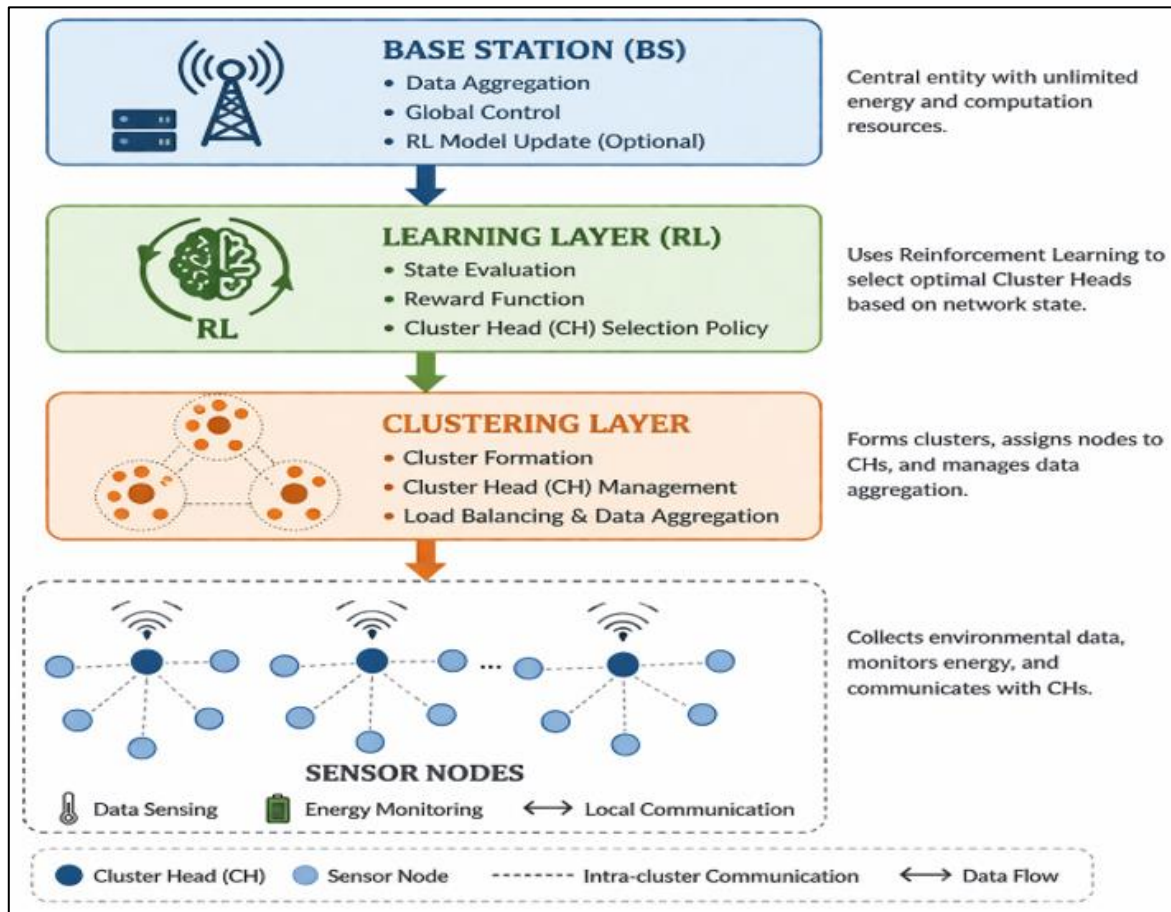 BASE STATION (BS)
• Data Aggregation
• Global Control
• RL Model Update (Optional)
Central entity with unlimited
energy and computation
resources.
RL
LEARNING LAYER (RL)
• State Evaluation
• Reward Function
• Cluster Head (CH) Selection Policy
Uses Reinforcement Learning to
select optimal Cluster Heads
based on network state.
CLUSTERING LAYER
• Cluster Formation
• Cluster Head (CH) Management
• Load Balancing & Data Aggregation
Forms clusters, assigns nodes to
CHs, and manages data
aggregation.
...
Collects environmental data,
monitors energy, and
communicates with CHs.
SENSOR NODES
Data Sensing
Energy Monitoring
Local Communication
Cluster Head (CH)
Sensor Node
Intra-cluster Communication
Data Flow